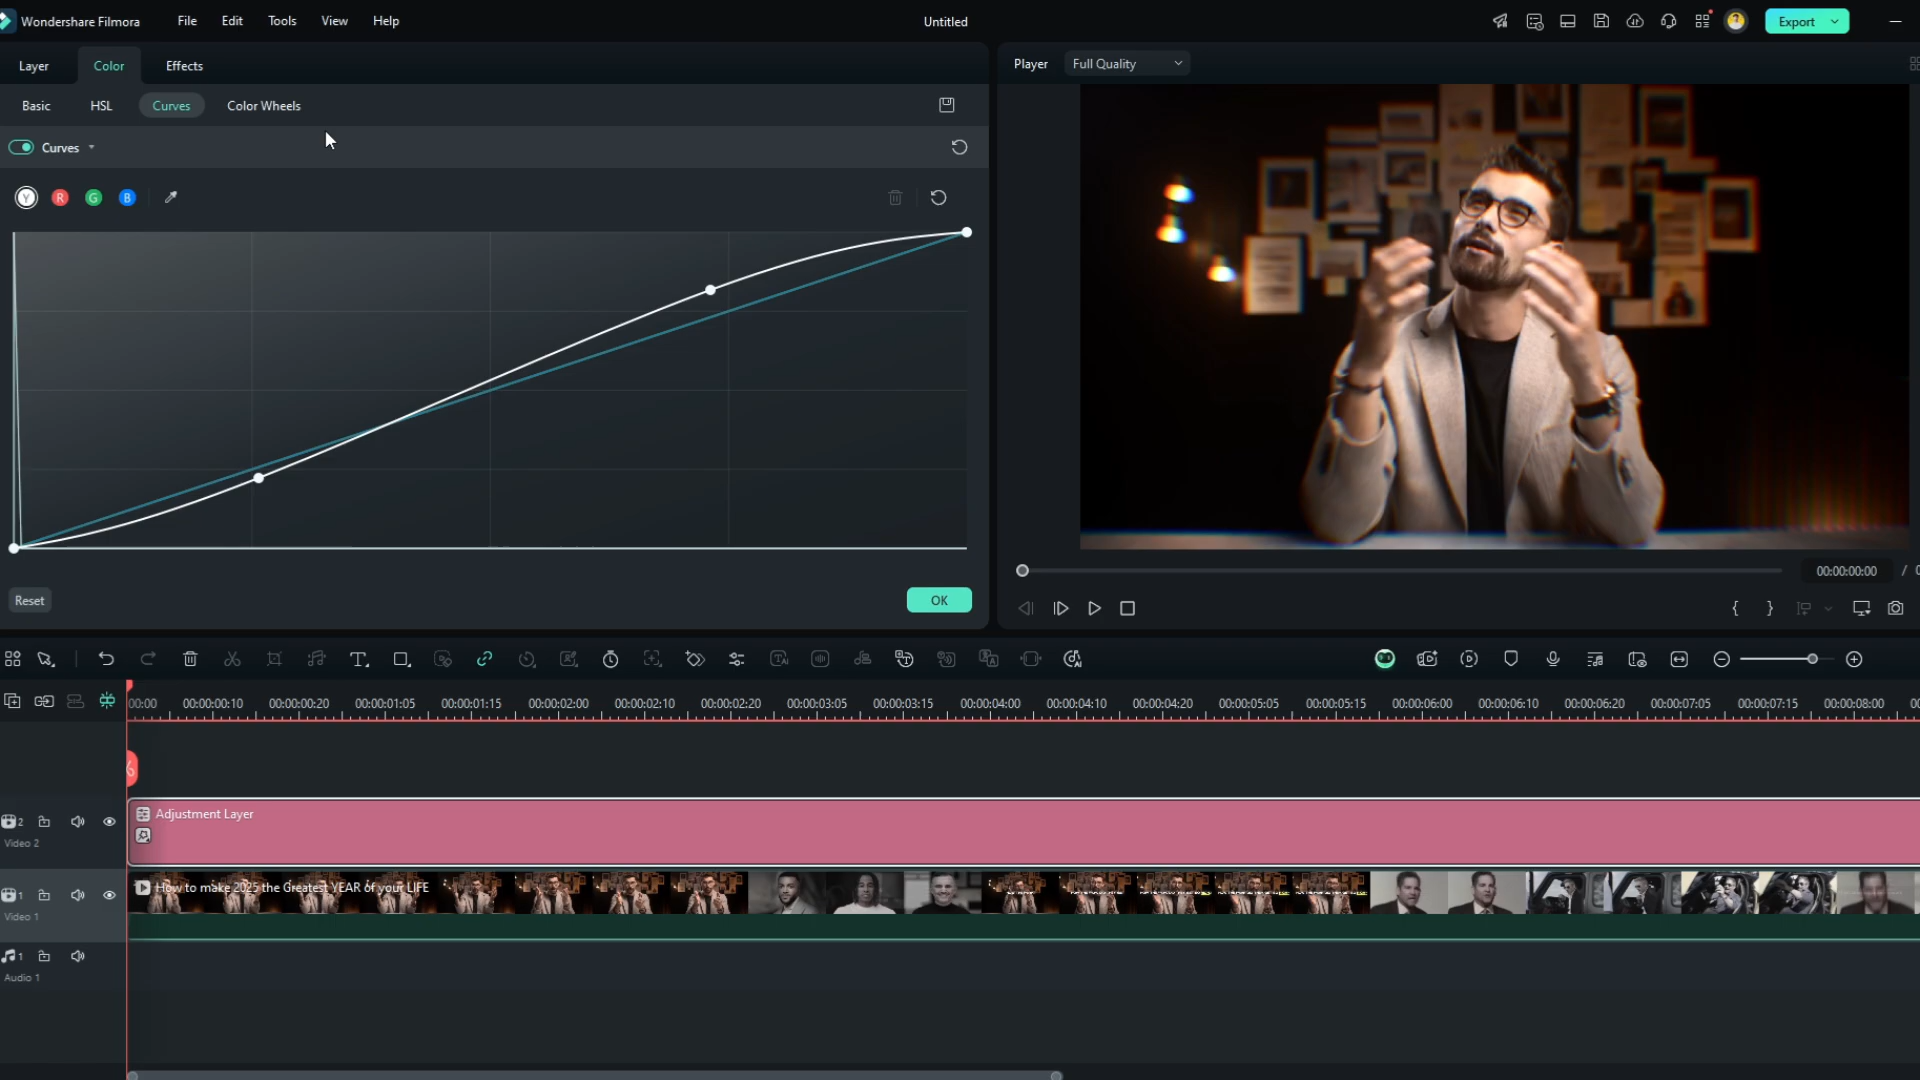 Wondershare Filmora File Edit Tools View Help Untitled Export
Layer Color Effects Player Full Quality
Basic HSL Curves Color Wheels
Curves
Y R G B
00:00:00:00 /
Reset OK
00:00 00:00:00:10 00:00:00:20 00:00:01:05 00:00:01:15 00:00:02:00 00:00:02:10 00:00:02:20 00:00:03:05 00:00:03:15 00:00:04:00 00:00:04:10 00:00:04:20 00:00:05:05 00:00:05:15 00:00:06:00 00:00:06:10 00:00:06:20 00:00:07:05 00:00:07:15 00:00:08:00
2 Adjustment Layer
Video 2
1 How to make 2025 the Greatest YEAR of your LIFE
Video 1
1
Audio 1